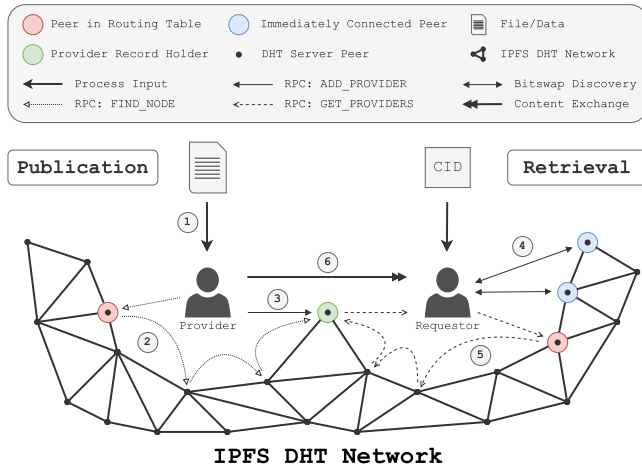 Peer in Routing Table
Immediately Connected Peer
File/Data
Provider Record Holder
DHT Server Peer
IPFS DHT Network
Process Input
RPC: ADD_PROVIDER
Bitswap Discovery
RPC: FIND_NODE
RPC: GET_PROVIDERS
Content Exchange
Publication
CID
Retrieval
1
4
6
3
Provider
Requestor
2
5
IPFS DHT Network